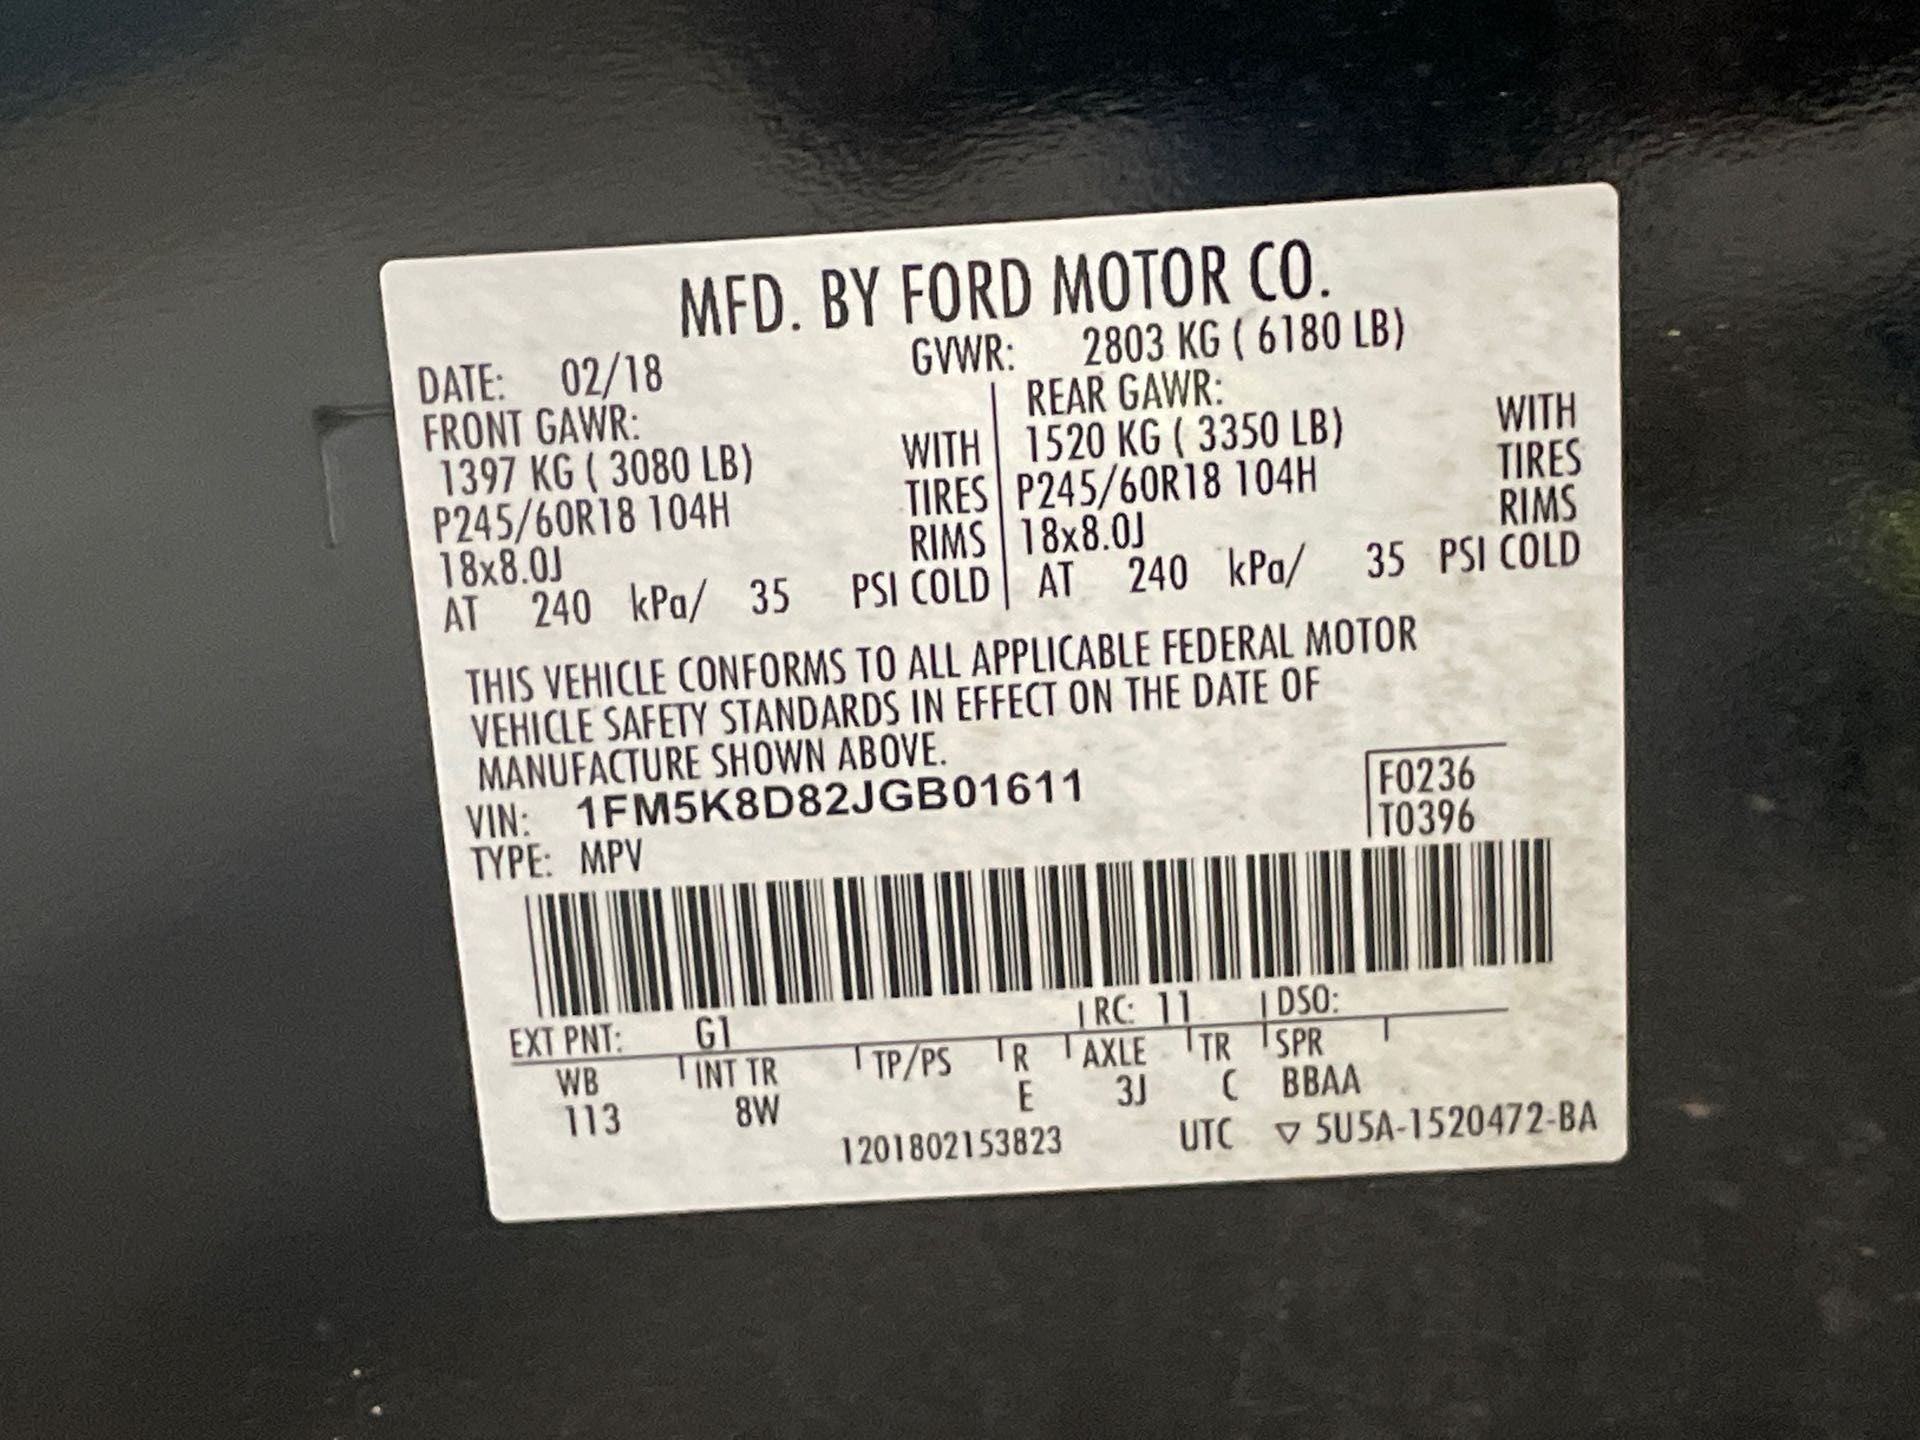 MFD. BY FORD MOTOR CO.
DATE: 02/18 GVWR: 2803 KG ( 6180 LB)
FRONT GAWR: REAR GAWR:
1397 KG ( 3080 LB) WITH 1520 KG ( 3350 LB) WITH
P245/60R18 104H TIRES P245/60R18 104H TIRES
18x8.0J RIMS 18x8.0J RIMS
AT 240 kPa/ 35 PSI COLD AT 240 kPa/ 35 PSI COLD
THIS VEHICLE CONFORMS TO ALL APPLICABLE FEDERAL MOTOR
VEHICLE SAFETY STANDARDS IN EFFECT ON THE DATE OF
MANUFACTURE SHOWN ABOVE.
VIN: 1FM5K8D82JGB01611 F0236
TYPE: MPV T0396
EXT PNT: G1 RC: 11 DSO:
WB INT TR TP/PS R AXLE TR SPR
113 8W E 3J C BBAA
1201802153823 UTC ▽ 5U5A-1520472-BA